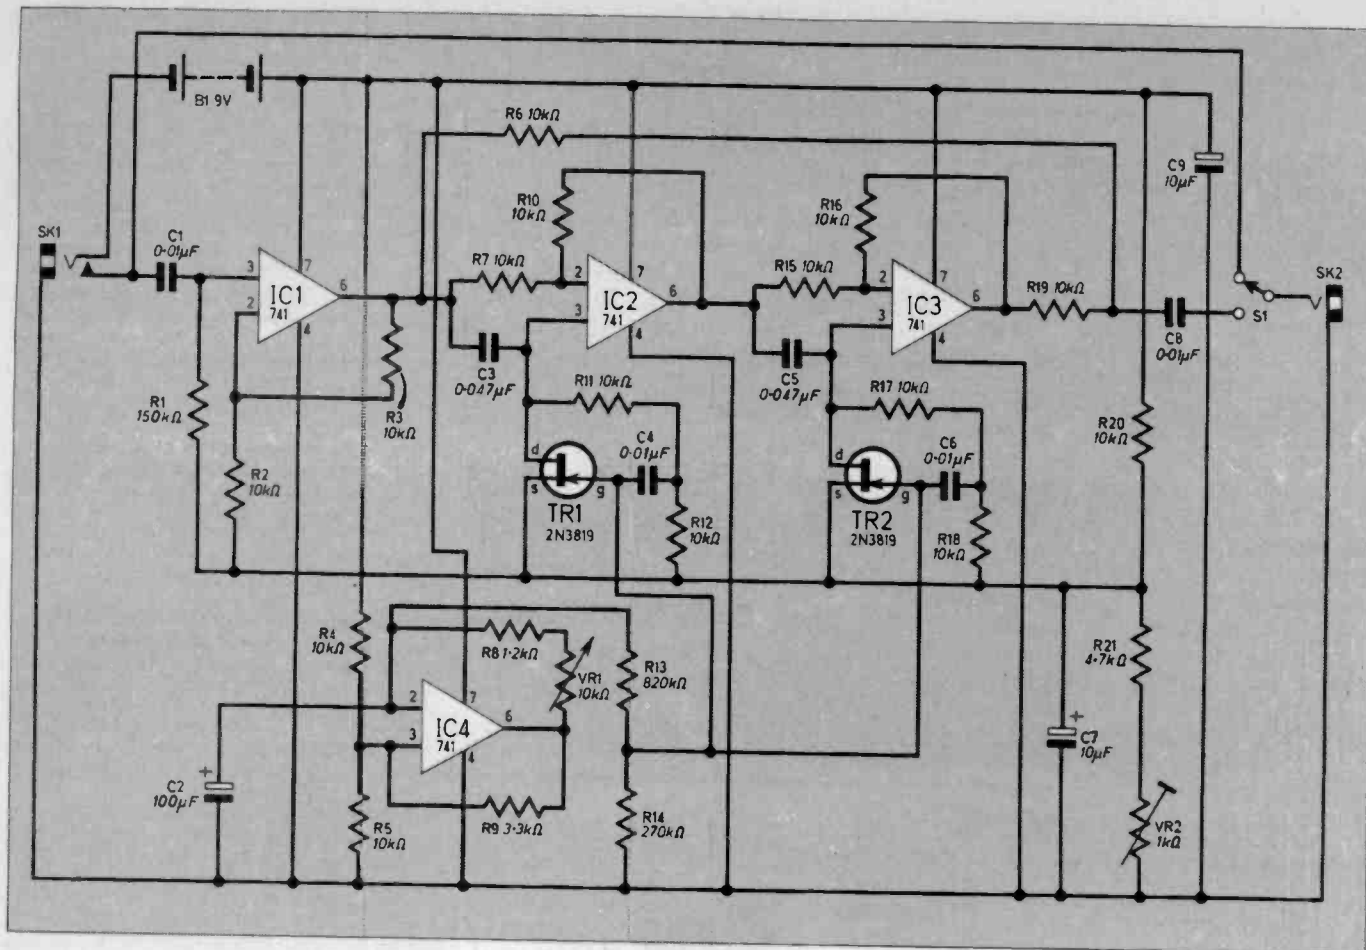 B1 9V
R6 10kΩ
C9
10µF
SK1
C1
0·01µF
R10
10kΩ
R16
10kΩ
SK2
3
7
IC1
741
6
2
4
R7 10kΩ
2
7
IC2
741
6
3
4
R15 10kΩ
2
7
IC3
741
6
3
4
R19 10kΩ
S1
C8
0·01µF
C3
0·047µF
C5
0·047µF
R1
150kΩ
R3
10kΩ
R11 10kΩ
R17 10kΩ
R20
10kΩ
R2
10kΩ
d
s
g
TR1
2N3819
C4
0·01µF
R12
10kΩ
d
s
g
TR2
2N3819
C6
0·01µF
R18
10kΩ
R4
10kΩ
R8 1·2kΩ
VR1
10kΩ
R13
820kΩ
R21
4·7kΩ
2
7
IC4
741
6
3
4
+
C2
100µF
R5
10kΩ
R9 3·3kΩ
R14
270kΩ
+
C7
10µF
VR2
1kΩ